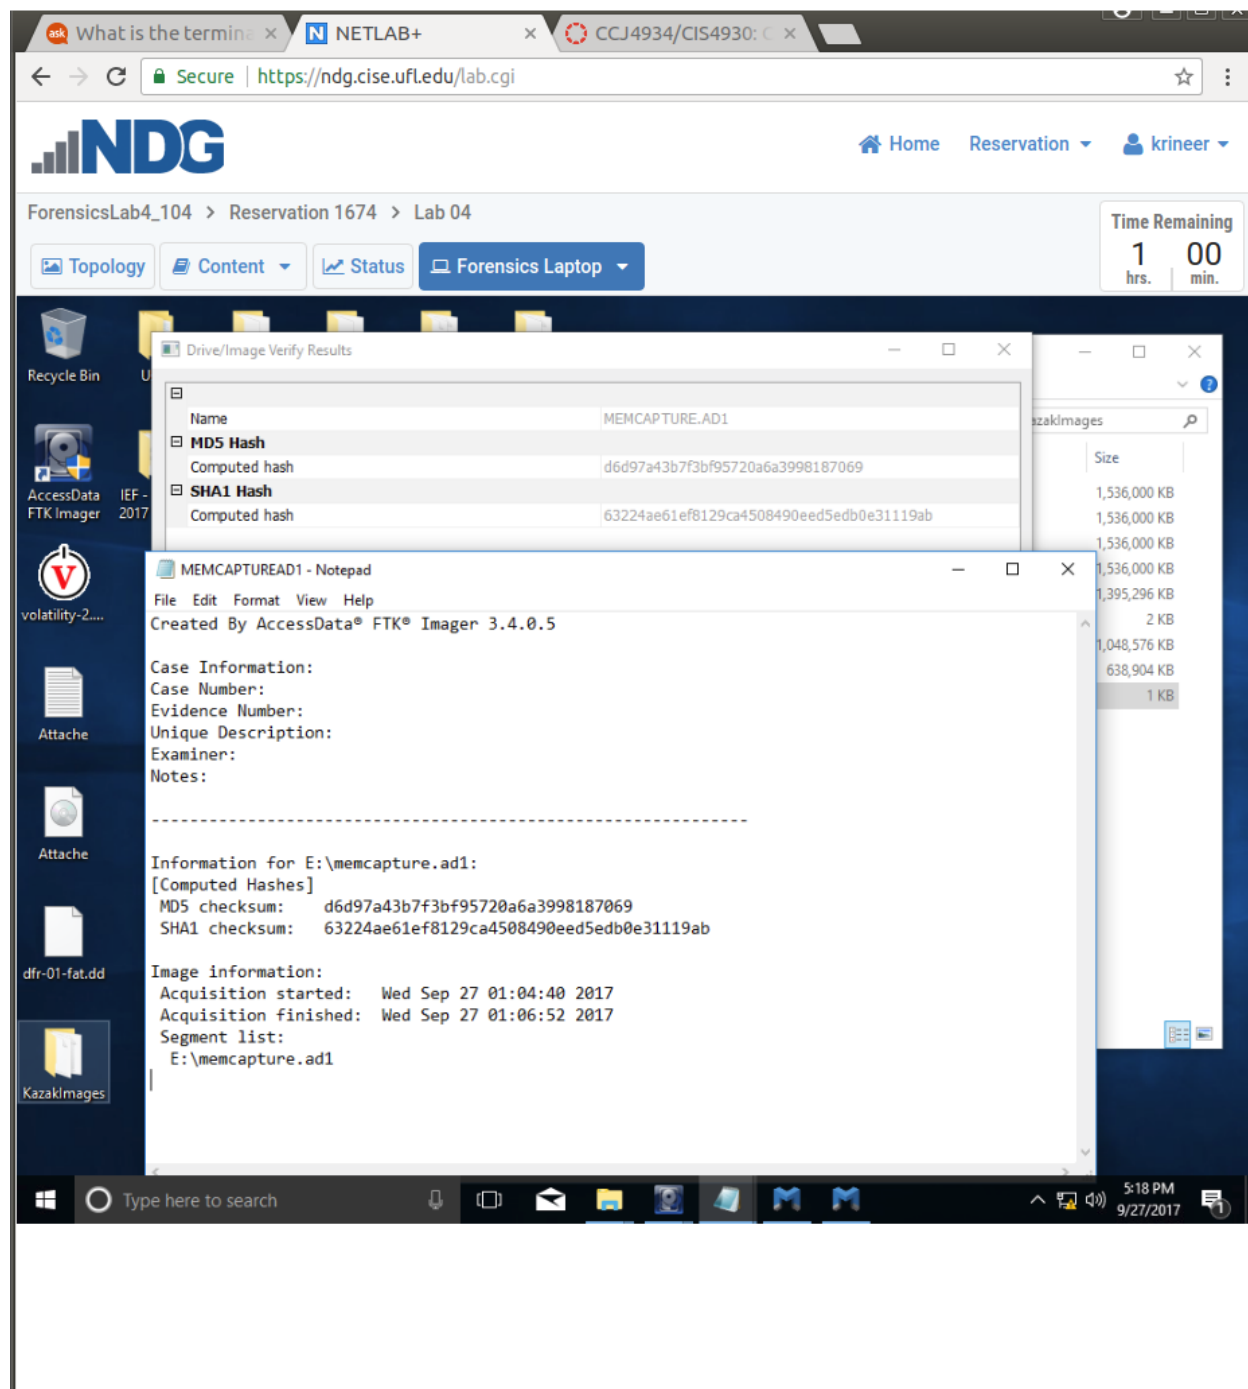 What is the termina
NETLAB+
CCJ4934/CIS4930: C
Secure https://ndg.cise.ufl.edu/lab.cgi
NDG
Home Reservation krineer
ForensicsLab4_104 > Reservation 1674 > Lab 04
Time Remaining
1 00
hrs. min.
Topology Content Status Forensics Laptop
Recycle Bin
U
Drive/Image Verify Results
Name MEMCAPTURE.AD1
MD5 Hash
Computed hash d6d97a43b7f3bf95720a6a3998187069
SHA1 Hash
Computed hash 63224ae61ef8129ca4508490eed5edb0e31119ab
azakImages
Size
1,536,000 KB
1,536,000 KB
1,536,000 KB
1,536,000 KB
1,395,296 KB
2 KB
1,048,576 KB
638,904 KB
1 KB
AccessData
FTK Imager
IEF -
2017
volatility-2....
Attache
Attache
dfr-01-fat.dd
KazakImages
MEMCAPTUREAD1 - Notepad
File Edit Format View Help
Created By AccessData® FTK® Imager 3.4.0.5
Case Information:
Case Number:
Evidence Number:
Unique Description:
Examiner:
Notes:
--------------------------------------------------------------
Information for E:\memcapture.ad1:
[Computed Hashes]
MD5 checksum: d6d97a43b7f3bf95720a6a3998187069
SHA1 checksum: 63224ae61ef8129ca4508490eed5edb0e31119ab
Image information:
Acquisition started: Wed Sep 27 01:04:40 2017
Acquisition finished: Wed Sep 27 01:06:52 2017
Segment list:
E:\memcapture.ad1
Type here to search
5:18 PM
9/27/2017
1